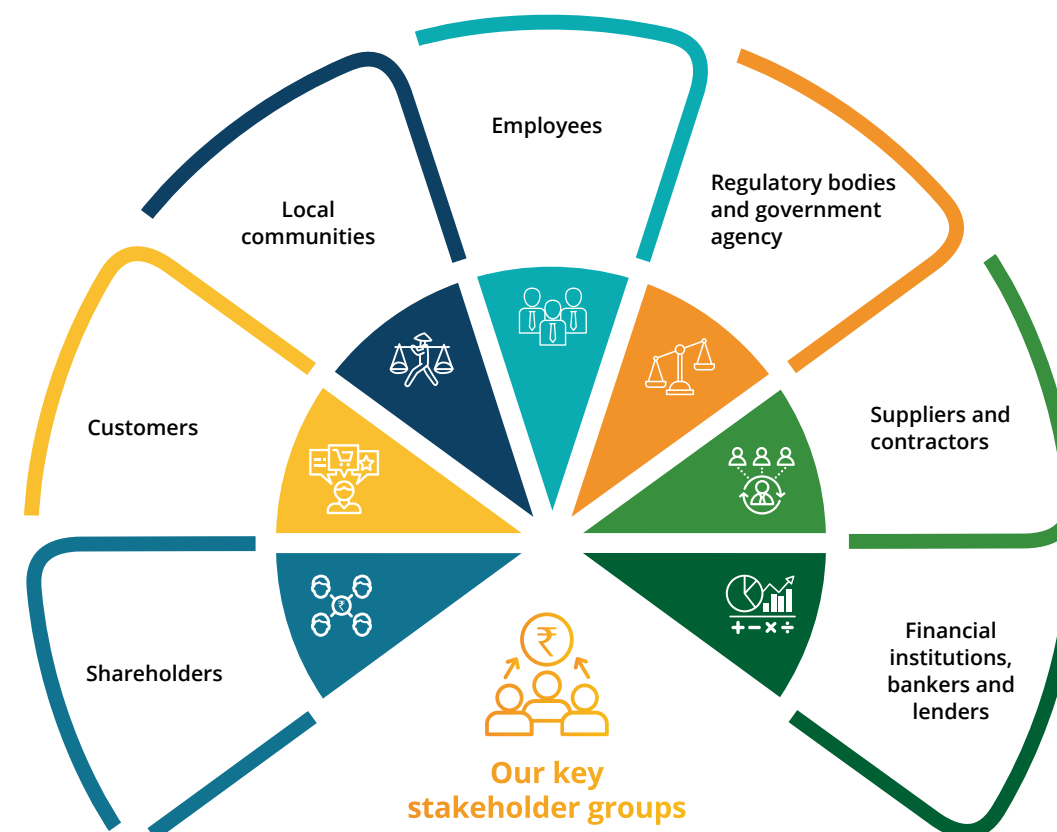 Employees
Regulatory bodies
and government
agency
Local
communities
Customers
Suppliers and
contractors
Shareholders
Financial
institutions,
bankers and
lenders
₹
₹
Our key
stakeholder groups